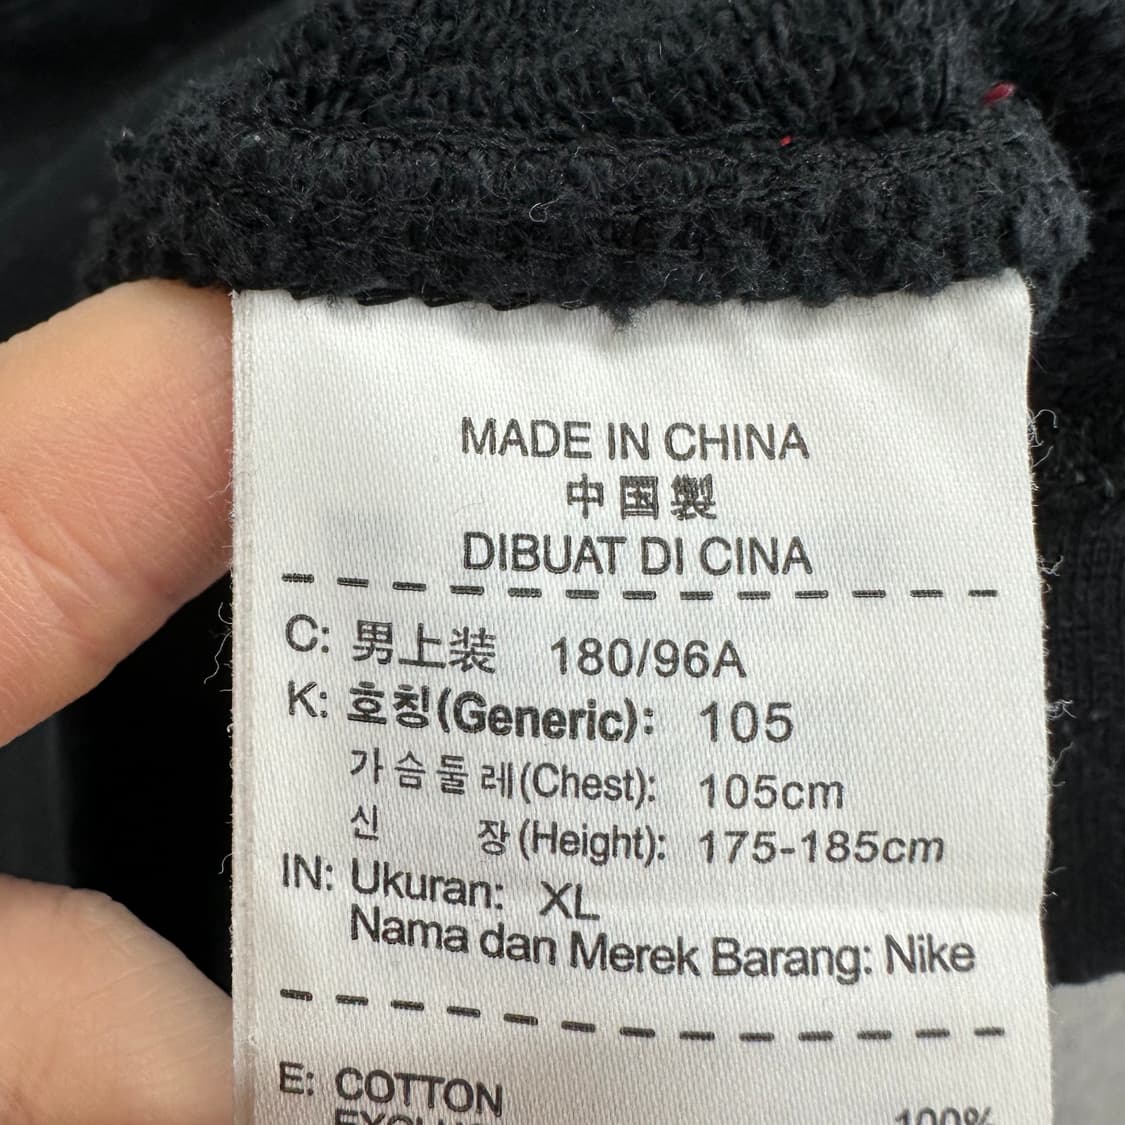 MADE IN CHINA
中国製
DIBUAT DI CINA
C: 男上装 180/96A
K: 호칭(Generic): 105
가슴둘레(Chest): 105cm
신 장(Height): 175-185cm
IN: Ukuran: XL
Nama dan Merek Barang: Nike
E: COTTON
100%